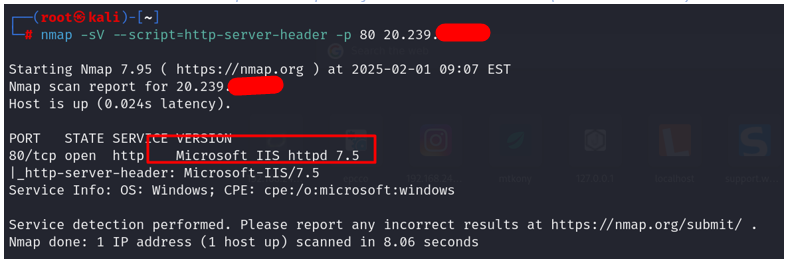 ┌──(root㉿kali)-[~]
└─# nmap -sV --script=http-server-header -p 80 20.239.
Starting Nmap 7.95 ( https://nmap.org ) at 2025-02-01 09:07 EST
Nmap scan report for 20.239.
Host is up (0.024s latency).
PORT   STATE SERVICE VERSION
80/tcp open  http    Microsoft IIS httpd 7.5
|_http-server-header: Microsoft-IIS/7.5
Service Info: OS: Windows; CPE: cpe:/o:microsoft:windows
Service detection performed. Please report any incorrect results at https://nmap.org/submit/ .
Nmap done: 1 IP address (1 host up) scanned in 8.06 seconds